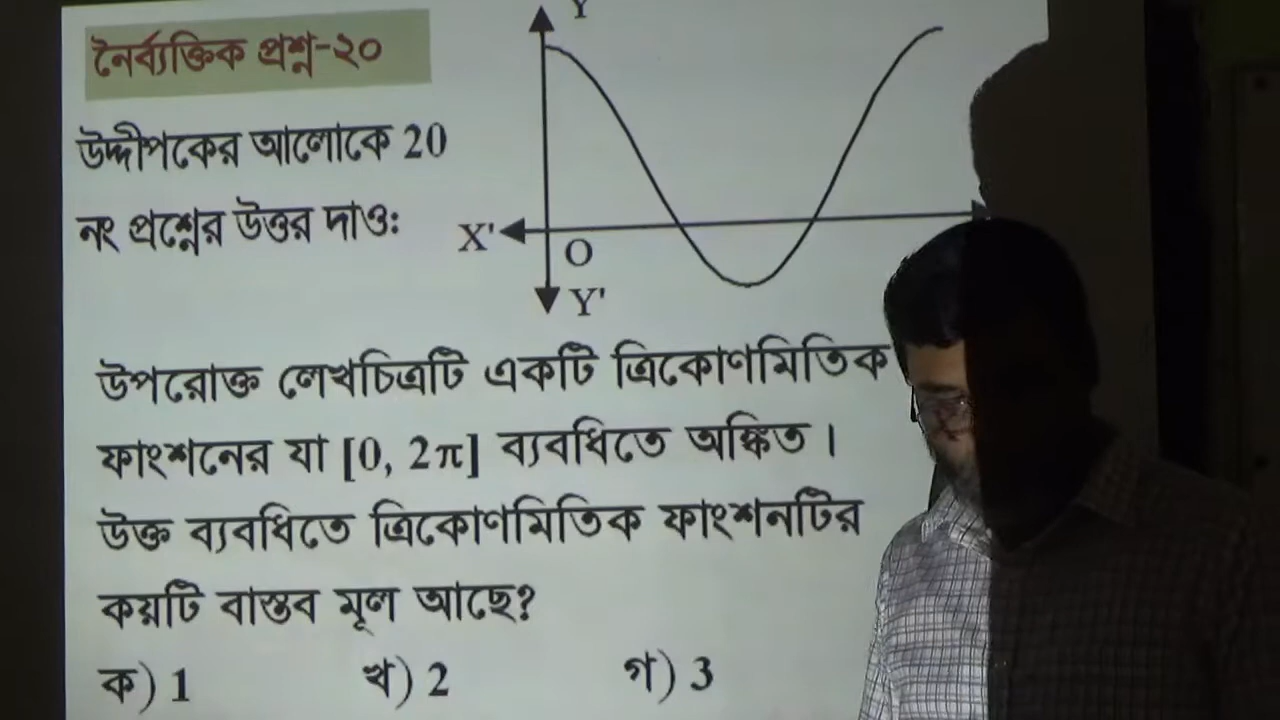 নৈর্ব্যক্তিক প্রশ্ন-২০
উদ্দীপকের আলোকে 20
নং প্রশ্নের উত্তর দাওঃ
Y
X'
O
Y'
উপরোক্ত লেখচিত্রটি একটি ত্রিকোণমিতিক
ফাংশনের যা [0, 2π] ব্যবধিতে অঙ্কিত।
উক্ত ব্যবধিতে ত্রিকোণমিতিক ফাংশনটির
কয়টি বাস্তব মূল আছে?
ক) 1 খ) 2 গ) 3